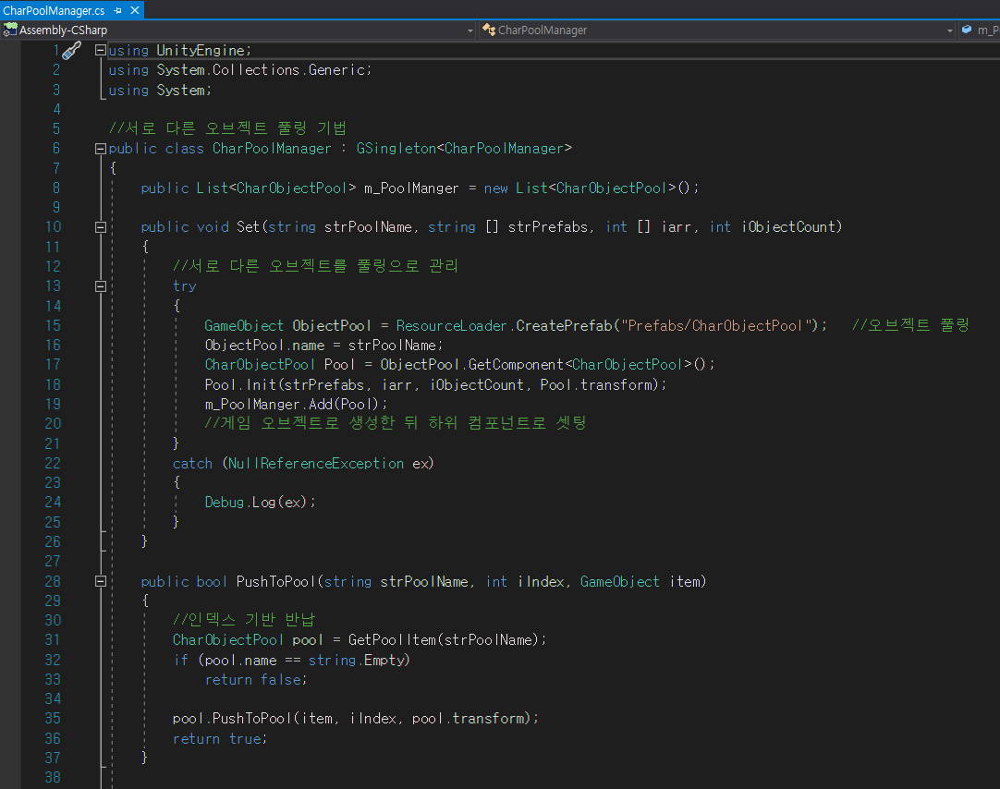 CharPoolManager.cs
Assembly-CSharp CharPoolManager m_P
1 using UnityEngine;
2 using System.Collections.Generic;
3 using System;
4
5 //서로 다른 오브젝트 풀링 기법
6 public class CharPoolManager : GSingleton<CharPoolManager>
7 {
8 public List<CharObjectPool> m_PoolManger = new List<CharObjectPool>();
9
10 public void Set(string strPoolName, string [] strPrefabs, int [] iarr, int iObjectCount)
11 {
12 //서로 다른 오브젝트를 풀링으로 관리
13 try
14 {
15 GameObject ObjectPool = ResourceLoader.CreatePrefab("Prefabs/CharObjectPool"); //오브젝트 풀링
16 ObjectPool.name = strPoolName;
17 CharObjectPool Pool = ObjectPool.GetComponent<CharObjectPool>();
18 Pool.Init(strPrefabs, iarr, iObjectCount, Pool.transform);
19 m_PoolManger.Add(Pool);
20 //게임 오브젝트로 생성한 뒤 하위 컴포넌트로 셋팅
21 }
22 catch (NullReferenceException ex)
23 {
24 Debug.Log(ex);
25 }
26 }
27
28 public bool PushToPool(string strPoolName, int iIndex, GameObject item)
29 {
30 //인덱스 기반 반납
31 CharObjectPool pool = GetPoolItem(strPoolName);
32 if (pool.name == string.Empty)
33 return false;
34
35 pool.PushToPool(item, iIndex, pool.transform);
36 return true;
37 }
38